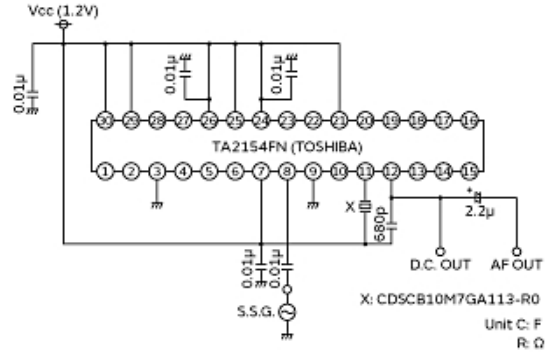 Vcc (1.2V)
0.01μ
0.01μ
0.01μ
30 29 28 27 26 25 24 23 22 21 20 19 18 17 16
TA2154FN (TOSHIBA)
1 2 3 4 5 6 7 8 9 10 11 12 13 14 15
X
680p
+
2.2μ
0.01μ
0.01μ
D.C. OUT
AF OUT
S.S.G.
X: CDSCB10M7GA113-R0
Unit C: F
R: Ω